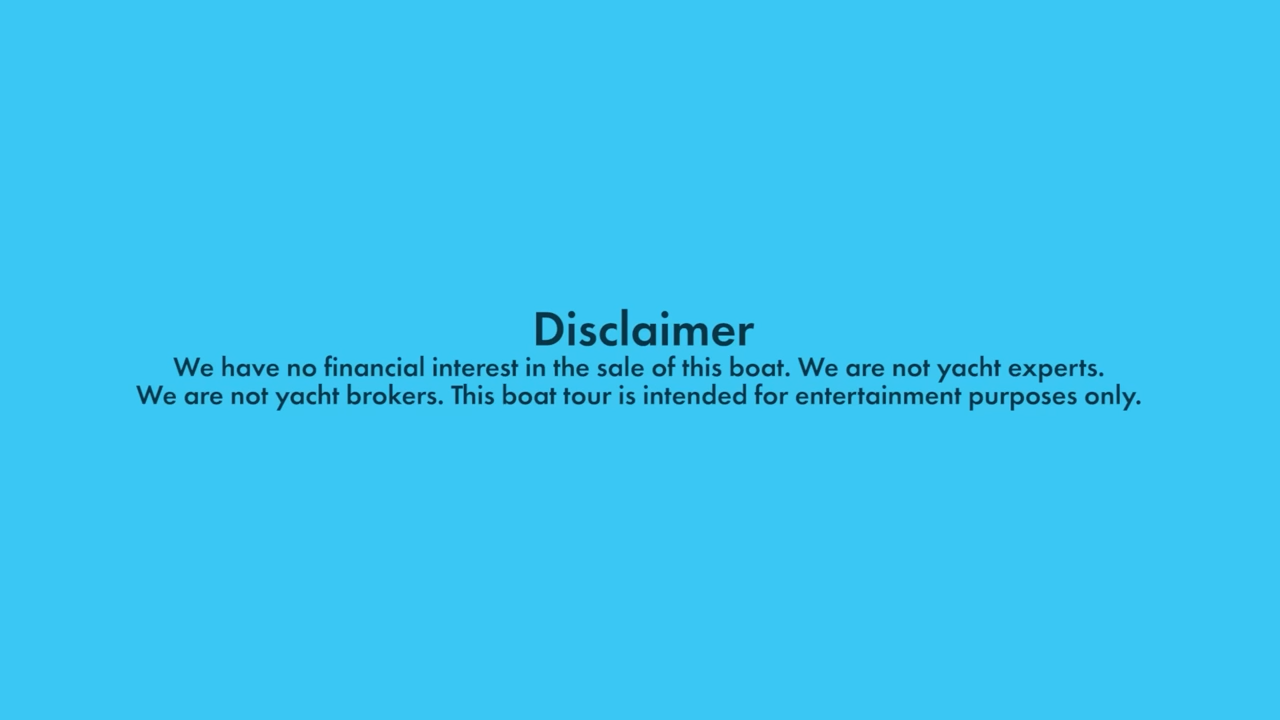 Disclaimer
We have no financial interest in the sale of this boat. We are not yacht experts.
We are not yacht brokers. This boat tour is intended for entertainment purposes only.